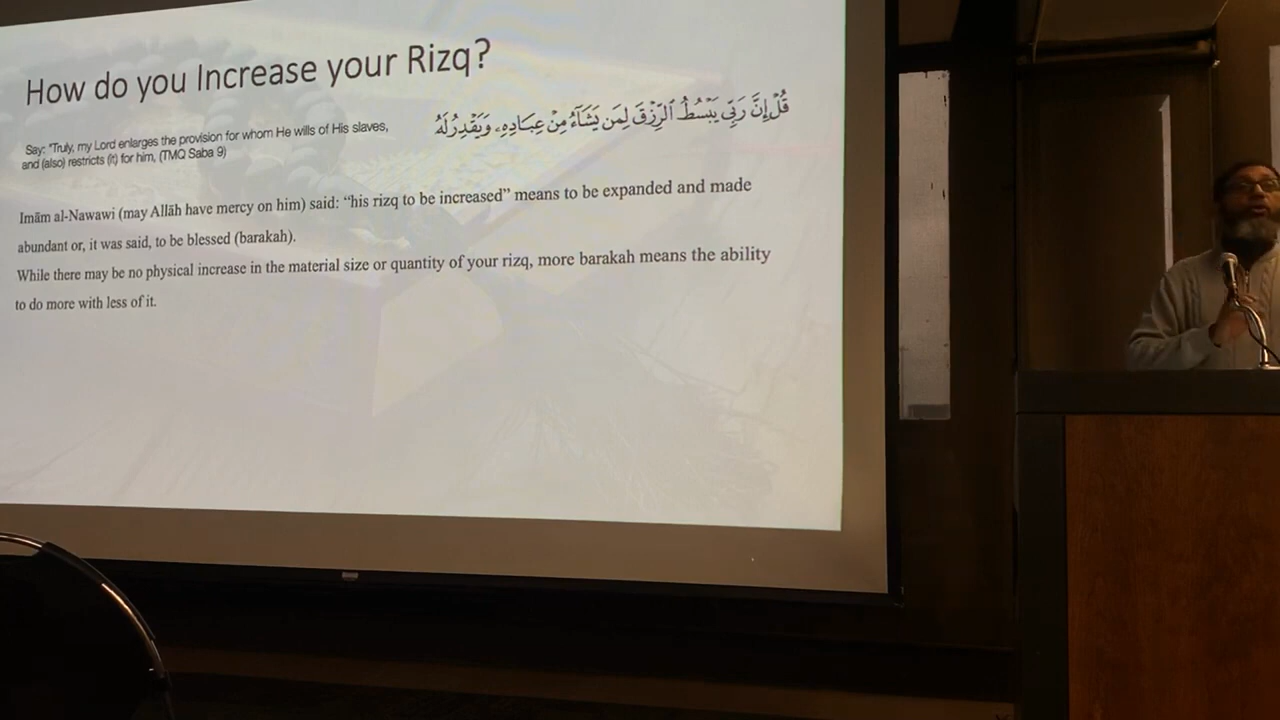 How do you Increase your Rizq?
قُلْ إِنَّ رَبِّي يَبْسُطُ ٱلرِّزْقَ لِمَن يَشَآءُ مِنْ عِبَادِهِۦ وَيَقْدِرُ لَهُۥ
Say: "Truly, my Lord enlarges the provision for whom He wills of His slaves,
and (also) restricts (it) for him, (TMQ Saba 9)
Imām al-Nawawi (may Allāh have mercy on him) said: “his rizq to be increased” means to be expanded and made
abundant or, it was said, to be blessed (barakah).
While there may be no physical increase in the material size or quantity of your rizq, more barakah means the ability
to do more with less of it.